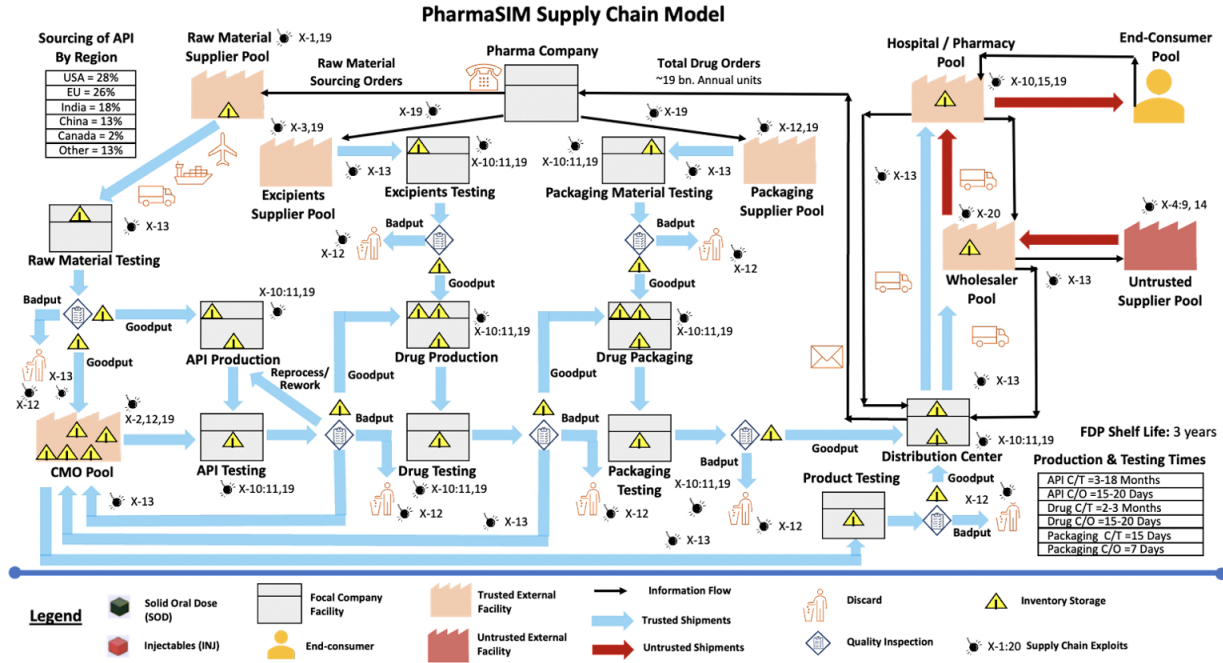 PharmaSIM Supply Chain Model
Sourcing of API
By Region
USA = 28%
EU = 26%
India = 18%
China = 13%
Canada = 2%
Other = 13%
Raw Material
Supplier Pool
X-1,19
Raw Material
Sourcing Orders
Pharma Company
Total Drug Orders
~19 bn. Annual units
Hospital / Pharmacy
Pool
X-10,15,19
End-Consumer
Pool
X-19
X-19
X-3,19
X-10:11,19
X-10:11,19
X-12,19
X-13
X-13
X-13
Excipients
Supplier Pool
Excipients Testing
Packaging Material Testing
Packaging
Supplier Pool
X-20
X-4:9, 14
X-13
Raw Material Testing
Badput
X-12
Badput
X-12
Goodput
Goodput
Wholesaler
Pool
X-13
Untrusted
Supplier Pool
Badput
Goodput
Goodput
X-10:11,19
API Production
X-10:11,19
Drug Production
X-10:11,19
Drug Packaging
Reprocess/
Rework
Goodput
Goodput
X-13
X-12
X-13
X-2,12,19
CMO Pool
API Testing
X-10:11,19
Badput
X-12
Drug Testing
X-10:11,19
Badput
X-12
Packaging
Testing
X-10:11,19
Badput
X-12
Goodput
Distribution Center
X-10:11,19
Product Testing
Goodput
X-12
Badput
X-13
X-13
X-13
FDP Shelf Life: 3 years
Production & Testing Times
API C/T =3-18 Months
API C/O =15-20 Days
Drug C/T =2-3 Months
Drug C/O =15-20 Days
Packaging C/T =15 Days
Packaging C/O =7 Days
Legend
Solid Oral Dose
(SOD)
Injectables (INJ)
Focal Company
Facility
End-consumer
Trusted External
Facility
Untrusted External
Facility
Information Flow
Trusted Shipments
Untrusted Shipments
Discard
Quality Inspection
Inventory Storage
X-1:20 Supply Chain Exploits